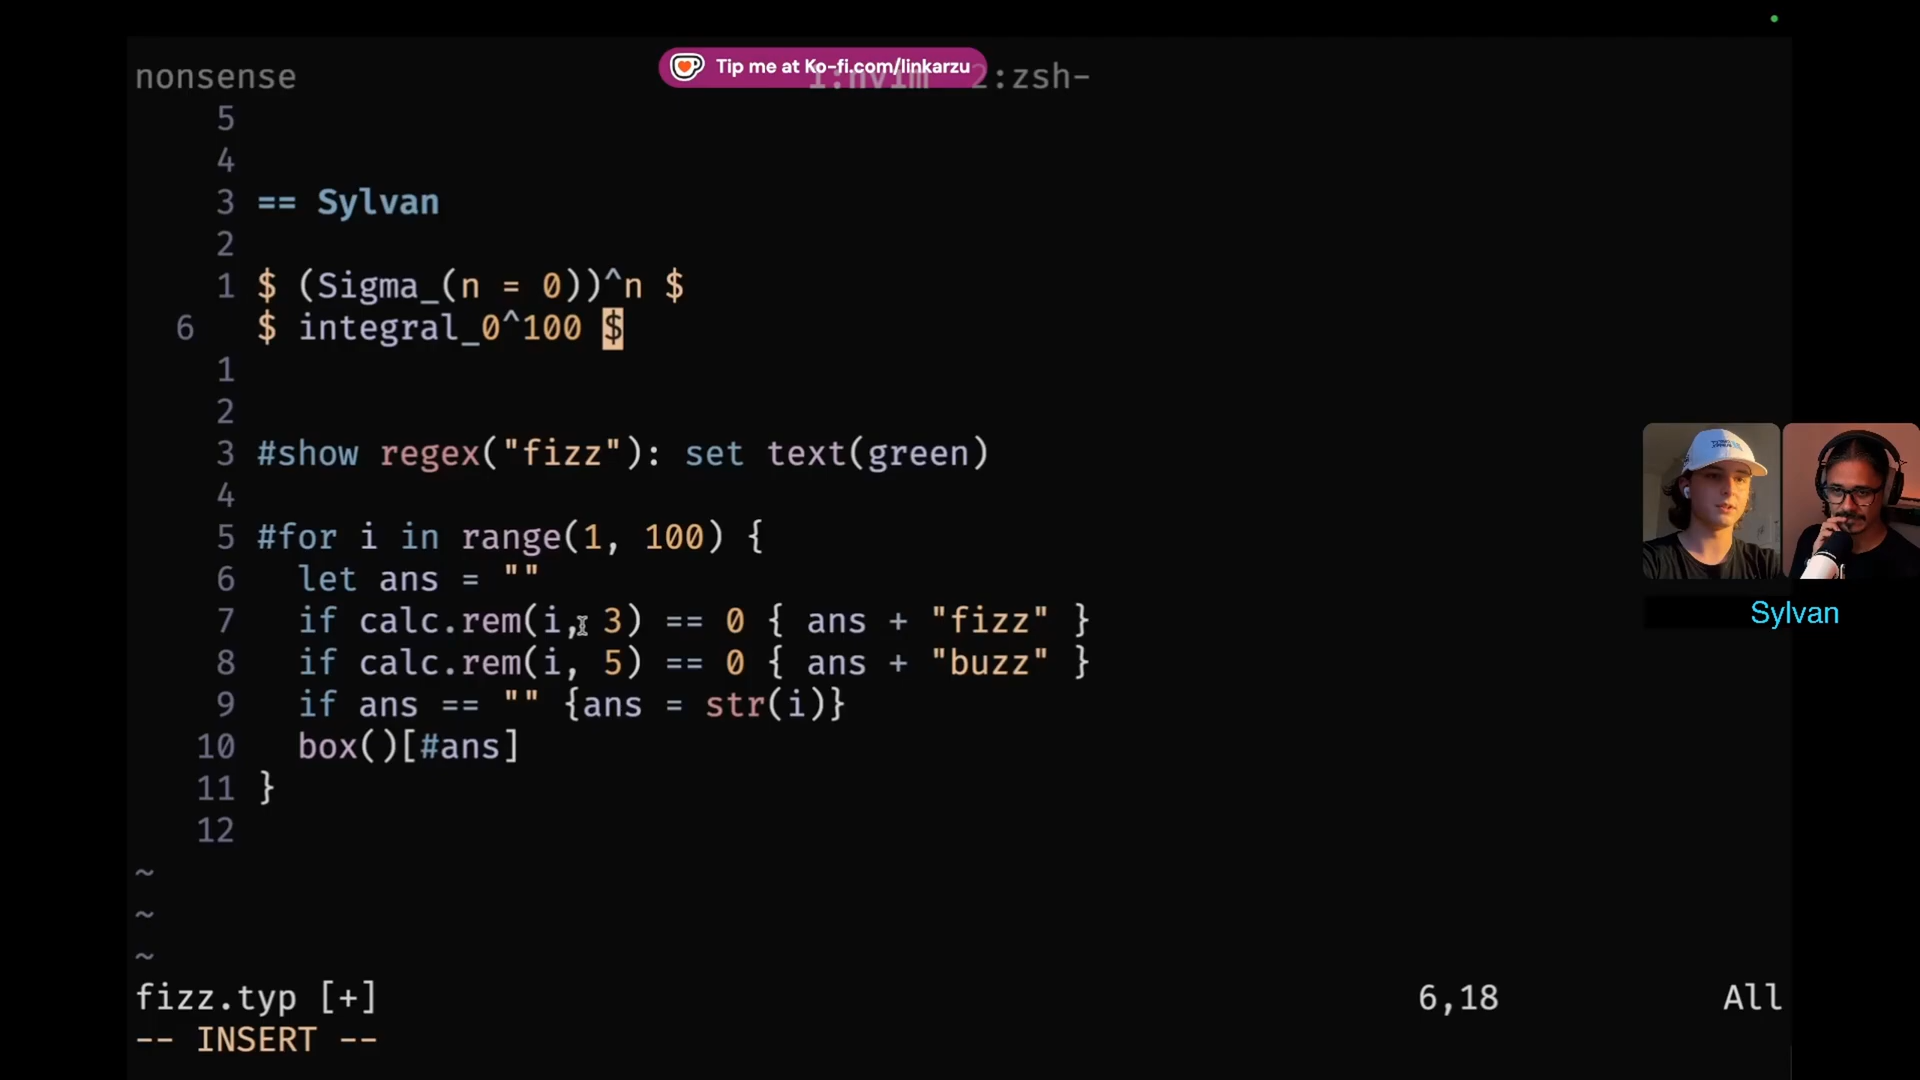 nonsense
Tip me at Ko-fi.com/linkarzu
1:nvim 2:zsh-
5
4
3 == Sylvan
2
1 $ (Sigma_(n = 0))^n $
6 $ integral_0^100 $
1
2
3 #show regex("fizz"): set text(green)
4
5 #for i in range(1, 100) {
6 let ans = ""
7 if calc.rem(i, 3) == 0 { ans + "fizz" }
8 if calc.rem(i, 5) == 0 { ans + "buzz" }
9 if ans == "" {ans = str(i)}
10 box()[#ans]
11 }
12
~
~
~
fizz.typ [+] 6,18 All
-- INSERT --
Sylvan